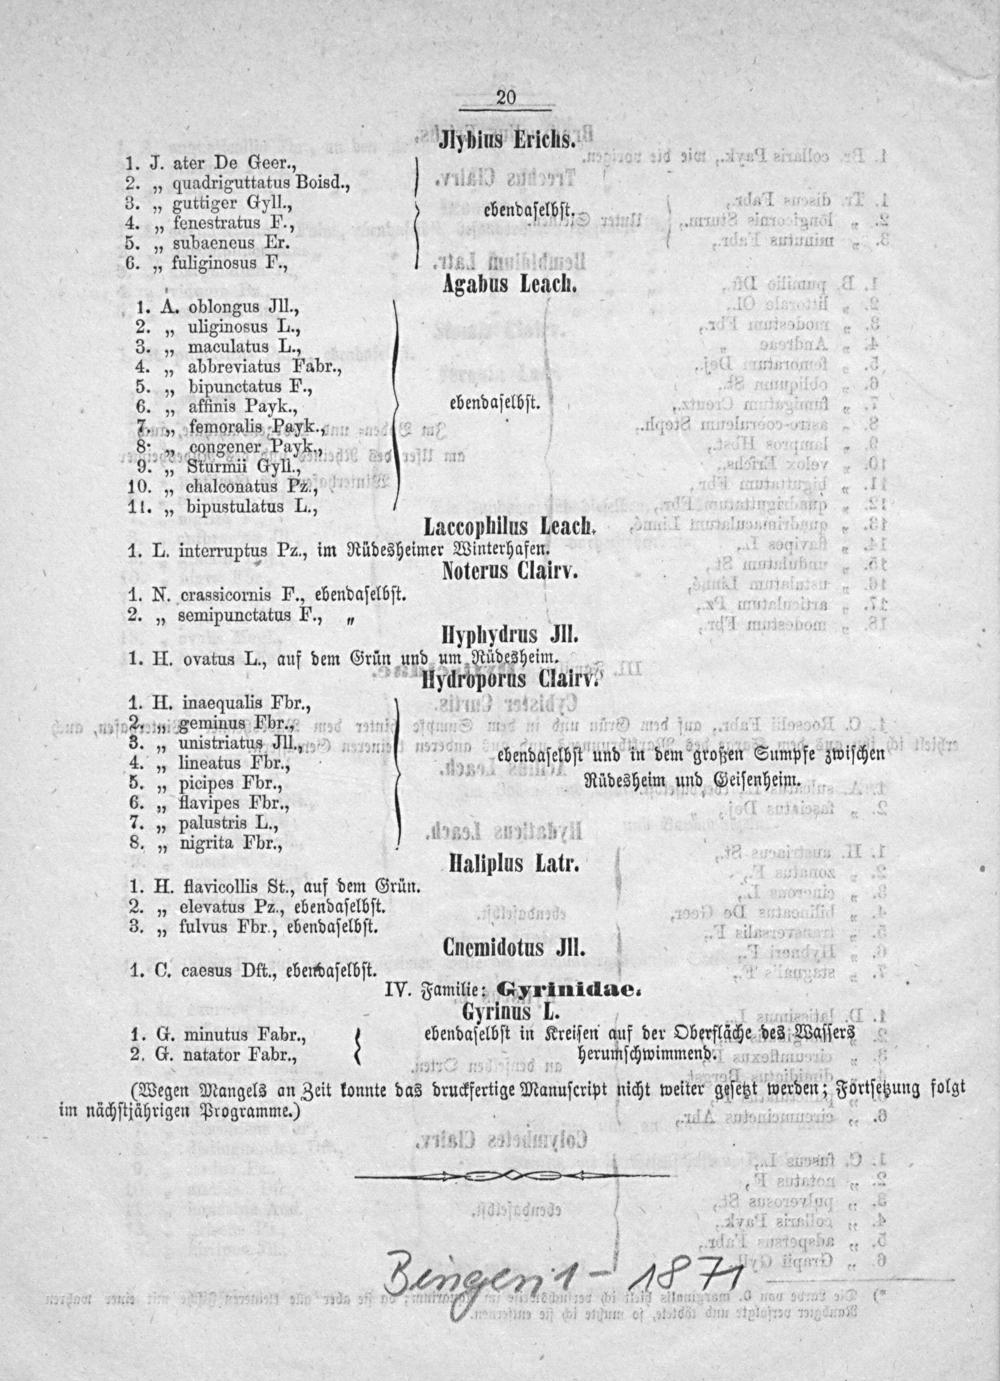 20
Ilybius Erichs.
1. J. ater De Geer.,
2. „ quadriguttatus Boisd.,
3. „ guttiger Gyll.,
4. „ fenestratus F.,
5. „ subaeneus Er.
6. „ fuliginosus F.,
ebendaselbst.
Agabus Leach.
1. A. oblongus Jll.,
2. „ uliginosus L.,
3. „ maculatus L.,
4. „ abbreviatus Fabr.,
5. „ bipunctatus F.,
6. „ affinis Payk.,
7. „ femoralis Payk.,
8. „ congener Payk.,
9. „ Sturmii Gyll.,
10. „ chalconatus Pz.,
11. „ bipustulatus L.,
ebendaselbst.
Laccophilus Leach.
1. L. interruptus Pz., im Rüdesheimer Winterhafen.
Noterus Clairv.
1. N. crassicornis F., ebendaselbst.
2. „ semipunctatus F., „
Hyphydrus Jll.
1. H. ovatus L., auf dem Grün und um Rüdesheim.
Hydroporus Clairv.
1. H. inaequalis Fbr.,
2. „ geminus Fbr.,
3. „ unistriatus Jll.,
4. „ lineatus Fbr.,
5. „ picipes Fbr.,
6. „ flavipes Fbr.,
7. „ palustris L.,
8. „ nigrita Fbr.,
ebendaselbst und in dem großen Sumpfe zwischen
Rüdesheim und Geisenheim.
Haliplus Latr.
1. H. flavicollis St., auf dem Grün.
2. „ elevatus Pz., ebendaselbst.
3. „ fulvus Fbr., ebendaselbst.
Cnemidotus Jll.
1. C. caesus Dft., ebendaselbst.
IV. Familie: Gyrinidae.
Gyrinus L.
1. G. minutus Fabr.,
2. G. natator Fabr.,
ebendaselbst in Kreisen auf der Oberfläche des Wassers
herumschwimmend.
(Wegen Mangels an Zeit konnte das druckfertige Manuscript nicht weiter gesetzt werden; Fortsetzung folgt
im nächstjährigen Programme.)
– 1871